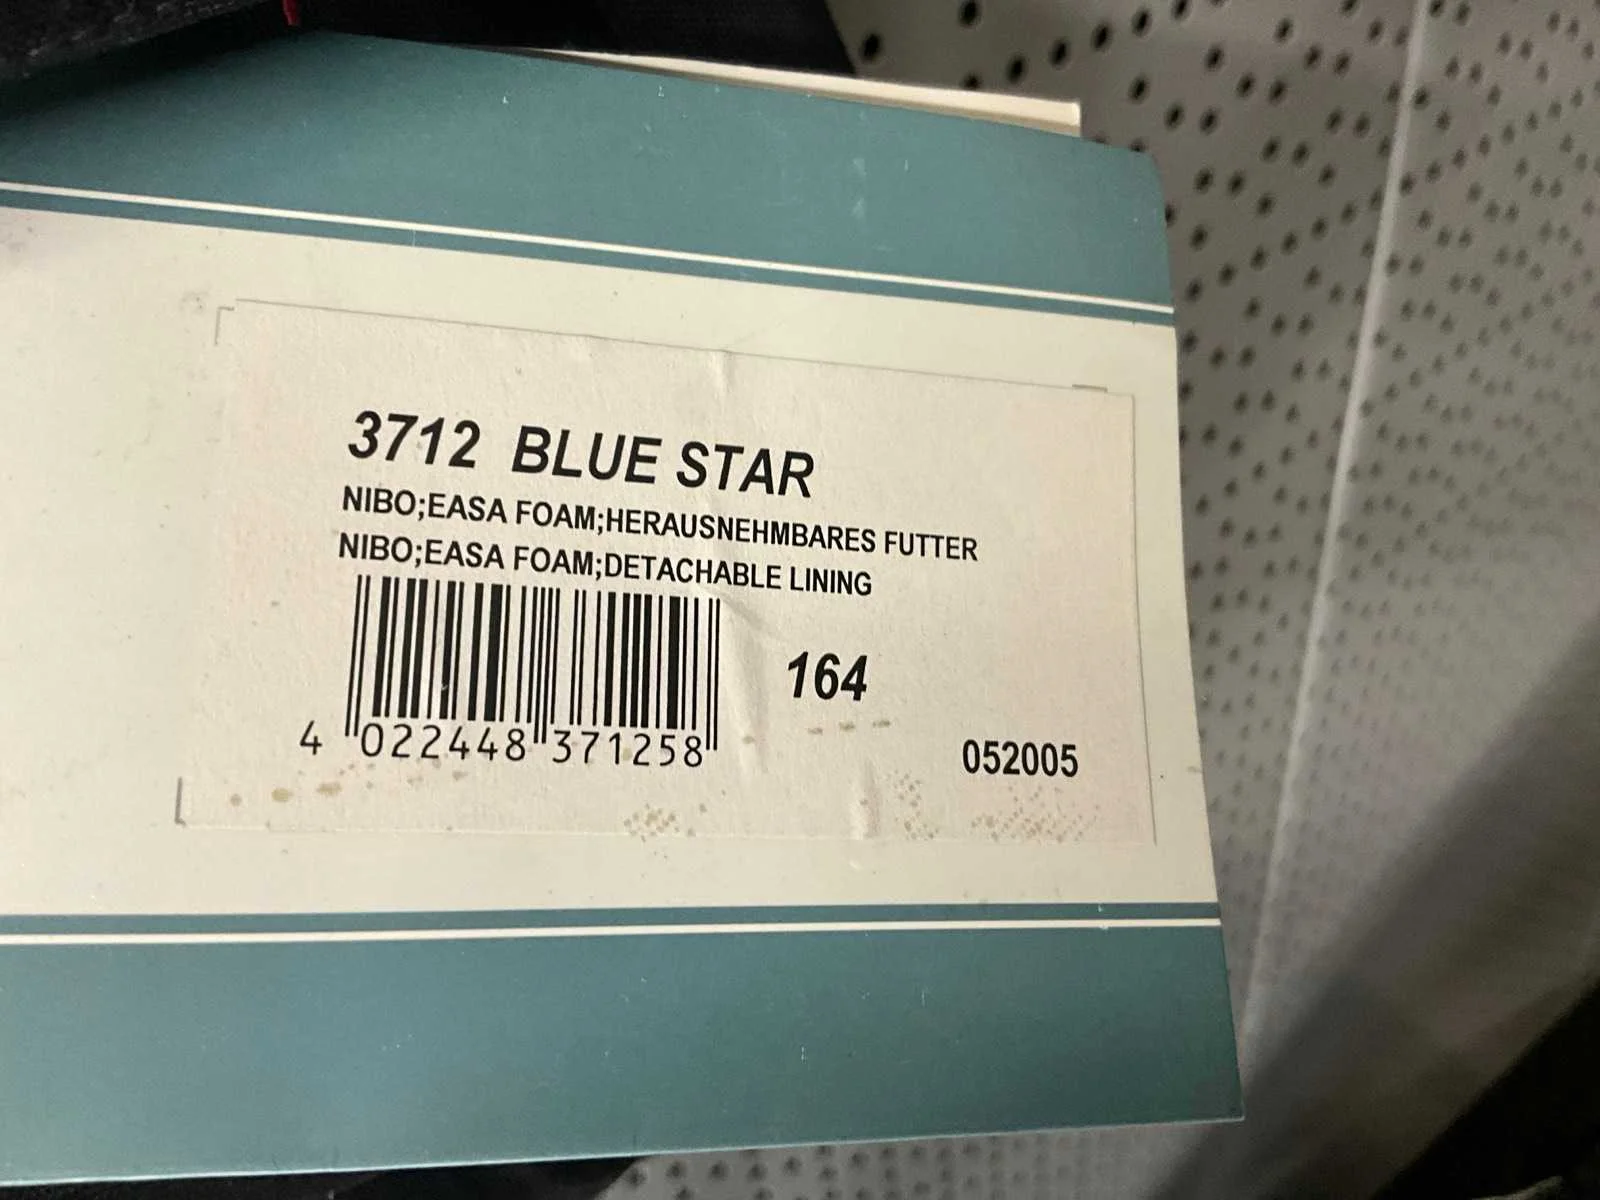 3712 BLUE STAR
NIBO;EASA FOAM;HERAUSNEHMBARES FUTTER
NIBO;EASA FOAM;DETACHABLE LINING
164
4 022448 371258
052005